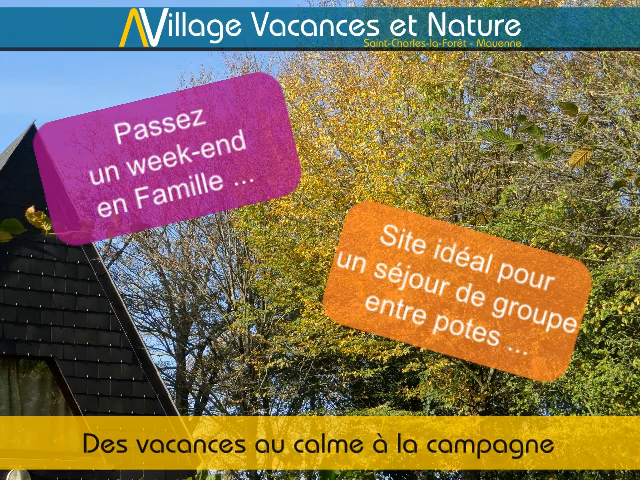 Village Vacances et Nature
Saint-Charles-la-Forêt - Mayenne
Passez
un week-end
en Famille ...
Site idéal pour
un séjour de groupe
entre potes ...
Des vacances au calme à la campagne